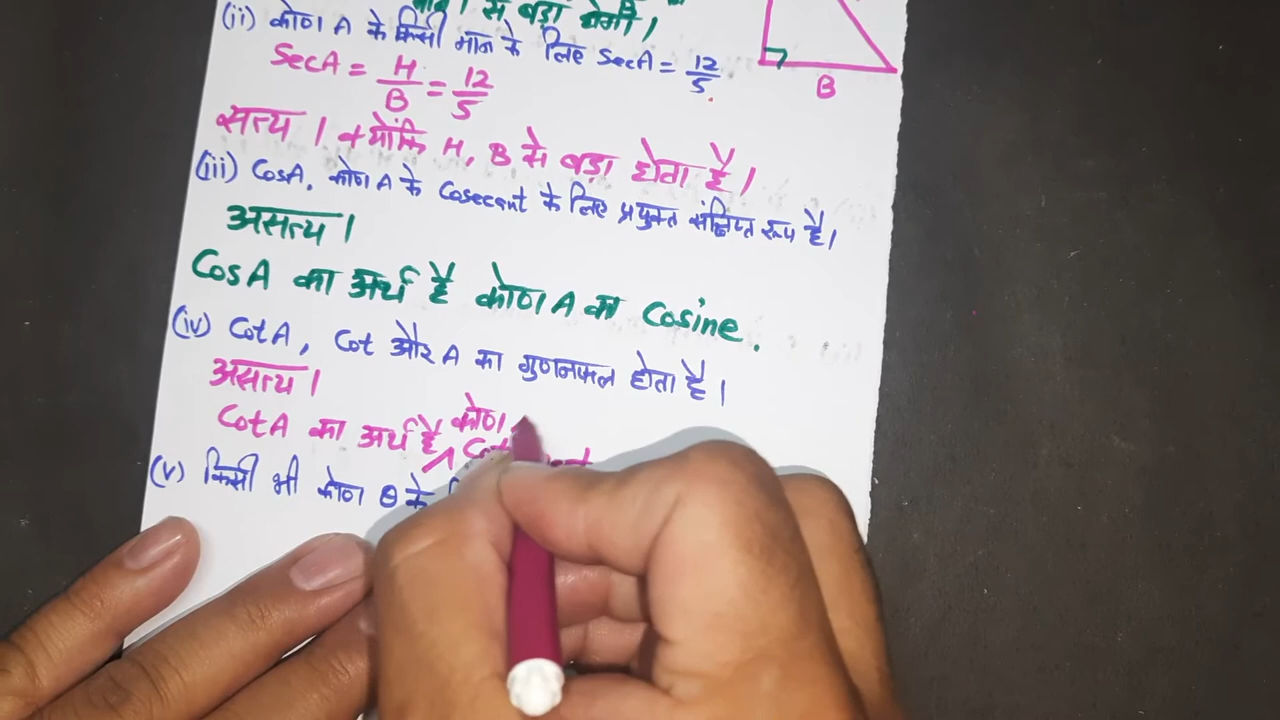 से बड़ा होगी।
(ii) कोण A के किसी मान के लिए SecA = 12/5
SecA = H/B = 12/5
B
सत्य। क्योंकि H, B से बड़ा होता है।
(iii) CosA, कोण A के Cosecant के लिए प्रयुक्त संक्षिप्त रूप है।
असत्य।
CosA का अर्थ है कोण A का Cosine.
(iv) CotA, Cot और A का गुणनफल होता है।
असत्य।
कोण
CotA का अर्थ है
(v) किसी भी कोण θ के